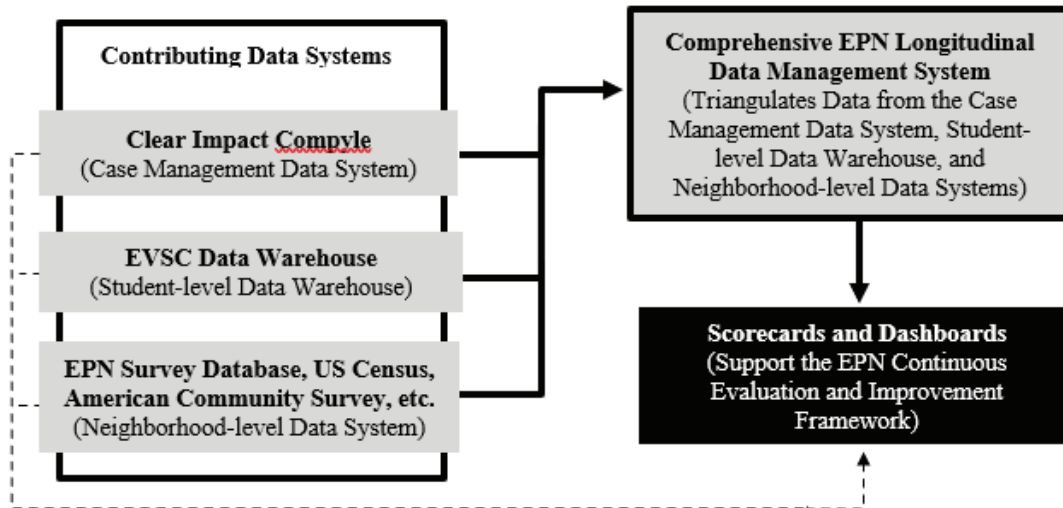 Contributing Data Systems
Clear Impact Compyle
(Case Management Data System)
EVSC Data Warehouse
(Student-level Data Warehouse)
EPN Survey Database, US Census,
American Community Survey, etc.
(Neighborhood-level Data System)
Comprehensive EPN Longitudinal
Data Management System
(Triangulates Data from the Case
Management Data System, Student-
level Data Warehouse, and
Neighborhood-level Data Systems)
Scorecards and Dashboards
(Support the EPN Continuous
Evaluation and Improvement
Framework)